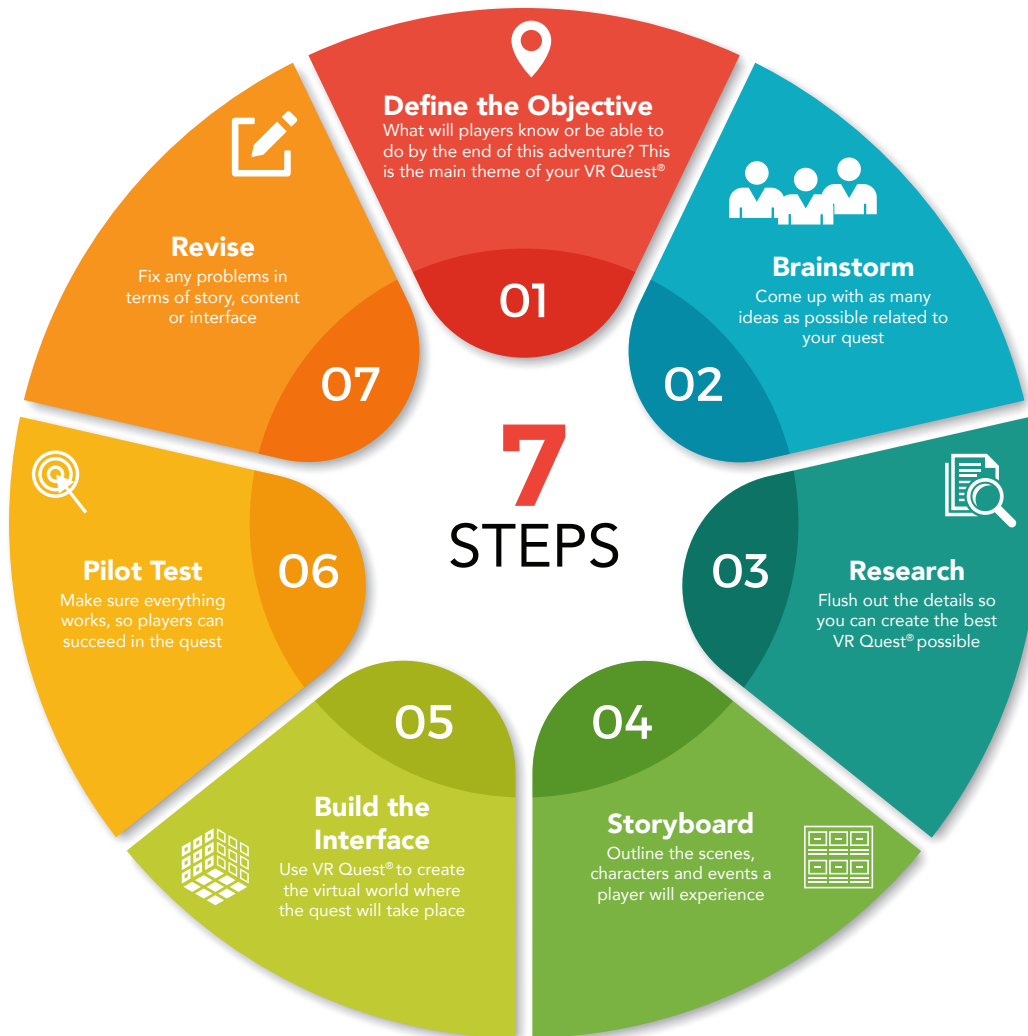 Define the Objective
What will players know or be able to
do by the end of this adventure? This
is the main theme of your VR Quest®
01
Brainstorm
Come up with as many
ideas as possible related to
your quest
02
Research
Flush out the details so
you can create the best
VR Quest® possible
03
Storyboard
Outline the scenes,
characters and events a
player will experience
04
Build the
Interface
Use VR Quest® to create
the virtual world where
the quest will take place
05
Pilot Test
Make sure everything
works, so players can
succeed in the quest
06
Revise
Fix any problems in
terms of story, content
or interface
07
7
STEPS